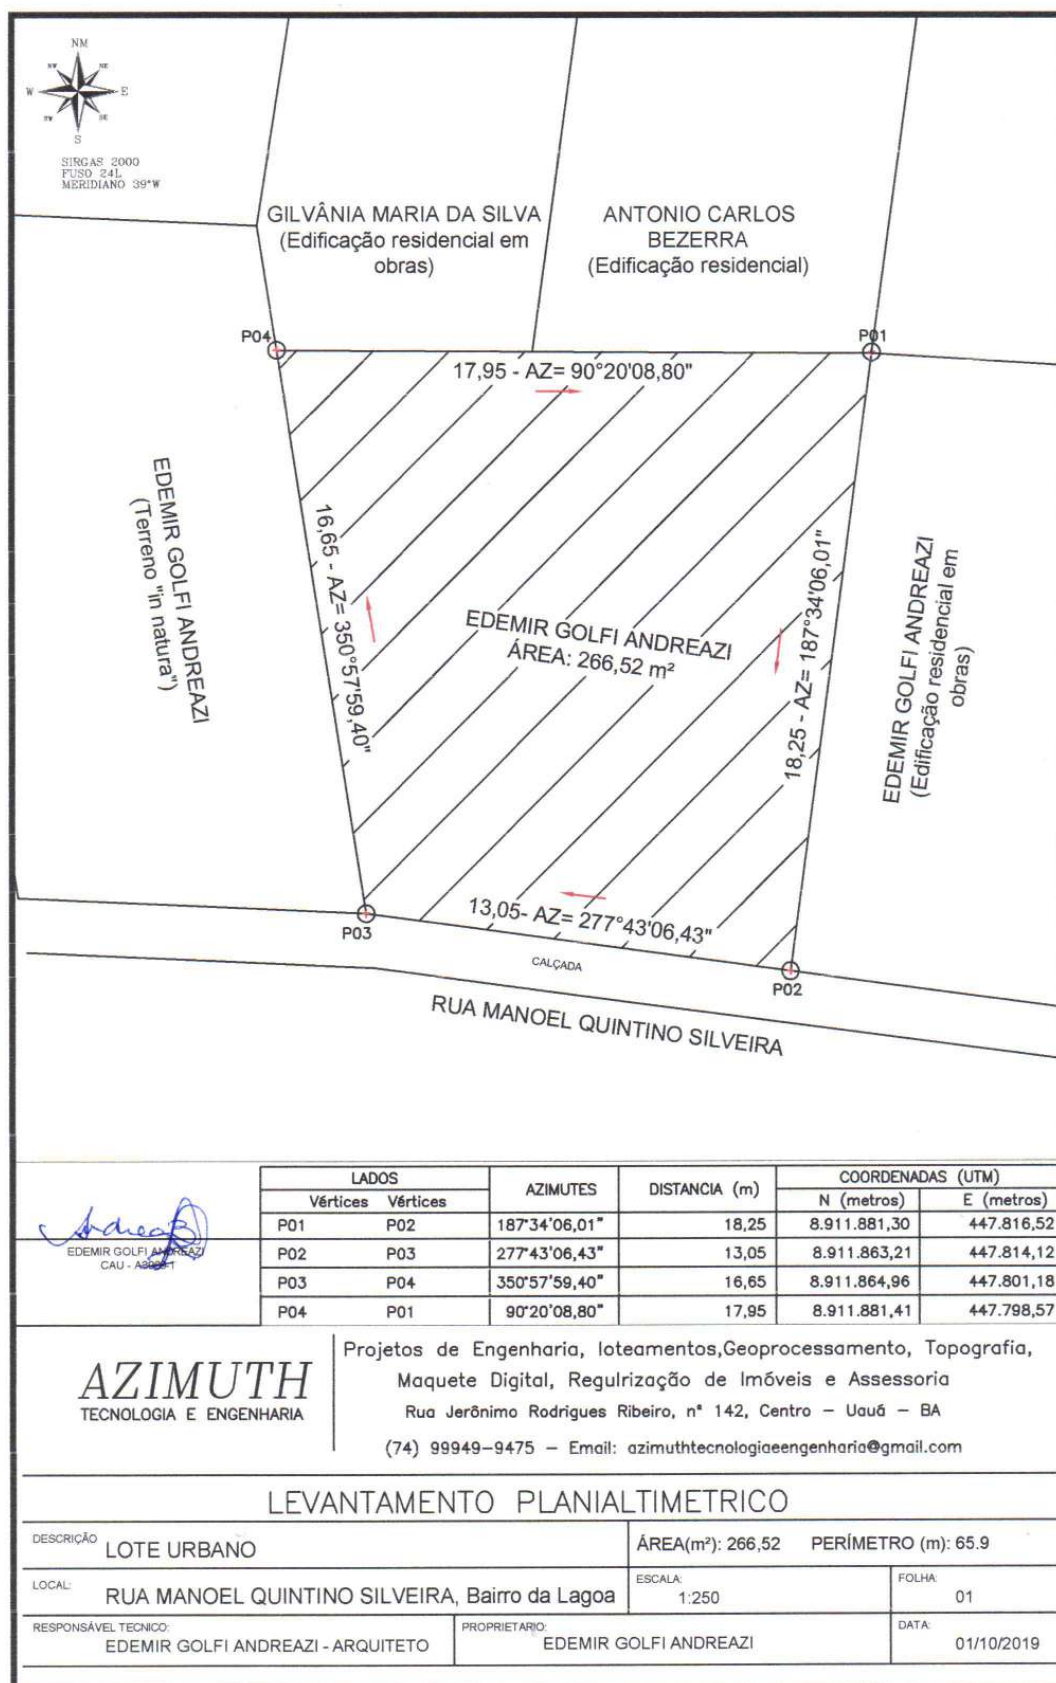 NM
NW
NE
W
E
SW
SE
S
SIRGAS 2000
FUSO 24L
MERIDIANO 39°W
GILVÂNIA MARIA DA SILVA
(Edificação residencial em
obras)
ANTONIO CARLOS
BEZERRA
(Edificação residencial)
P04
P01
17,95 - AZ= 90°20'08,80"
EDEMIR GOLFI ANDREAZI
(Terreno "in natura")
16,65 - AZ= 350°57'59,40"
EDEMIR GOLFI ANDREAZI
ÁREA: 266,52 m²
18,25 - AZ= 187°34'06,01"
EDEMIR GOLFI ANDREAZI
(Edificação residencial em
obras)
13,05- AZ= 277°43'06,43"
P03
CALÇADA
P02
RUA MANOEL QUINTINO SILVEIRA
LADOS AZIMUTES DISTANCIA (m) COORDENADAS (UTM)
Vértices Vértices N (metros) E (metros)
P01 P02 187°34'06,01" 18,25 8.911.881,30 447.816,52
P02 P03 277°43'06,43" 13,05 8.911.863,21 447.814,12
P03 P04 350°57'59,40" 16,65 8.911.864,96 447.801,18
P04 P01 90°20'08,80" 17,95 8.911.881,41 447.798,57
EDEMIR GOLFI ANDREAZI
CAU -
AZIMUTH
TECNOLOGIA E ENGENHARIA
Projetos de Engenharia, loteamentos,Geoprocessamento, Topografia,
Maquete Digital, Regulrização de Imóveis e Assessoria
Rua Jerônimo Rodrigues Ribeiro, n° 142, Centro – Uauá – BA
(74) 99949–9475 – Email: azimuthtecnologiaeengenharia@gmail.com
LEVANTAMENTO PLANIALTIMETRICO
DESCRIÇÃO LOTE URBANO
ÁREA(m²): 266,52 PERÍMETRO (m): 65.9
LOCAL: RUA MANOEL QUINTINO SILVEIRA, Bairro da Lagoa
ESCALA: 1:250
FOLHA: 01
RESPONSÁVEL TECNICO: EDEMIR GOLFI ANDREAZI - ARQUITETO
PROPRIETARIO: EDEMIR GOLFI ANDREAZI
DATA: 01/10/2019